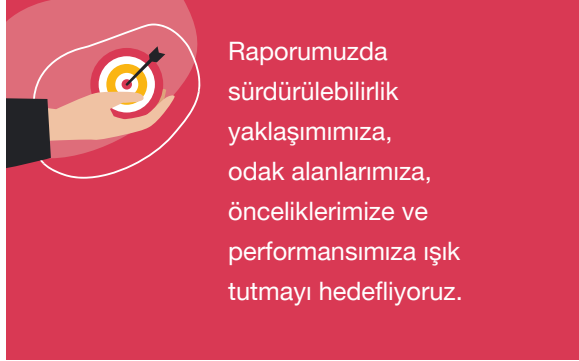 Raporumuzda
sürdürülebilirlik
yaklaşımımıza,
odak alanlarımıza,
önceliklerimize ve
performansımıza ışık
tutmayı hedefliyoruz.